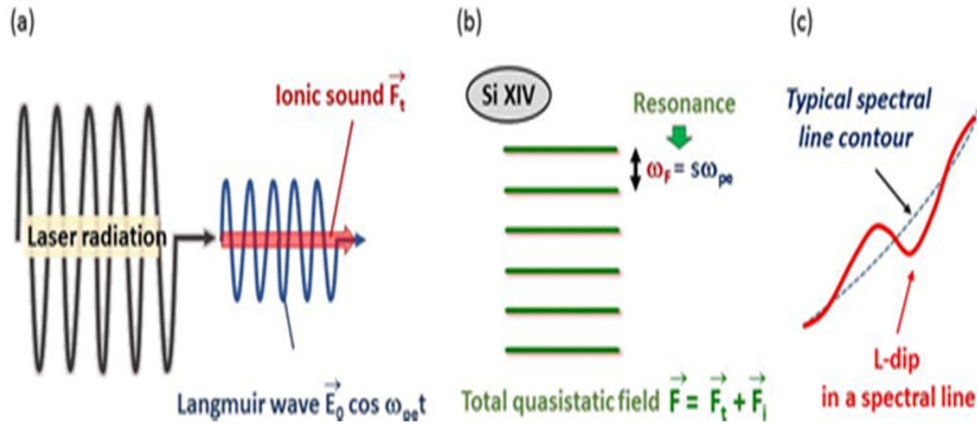 (a)
Ionic sound F⃗ₜ
Laser radiation
Langmuir wave E⃗₀ cos ωₚₑt
(b)
Si XIV
Resonance
ω_F = sωₚₑ
Total quasistatic field F⃗ = F⃗ₜ + F⃗ᵢ
(c)
Typical spectral
line contour
L-dip
in a spectral line